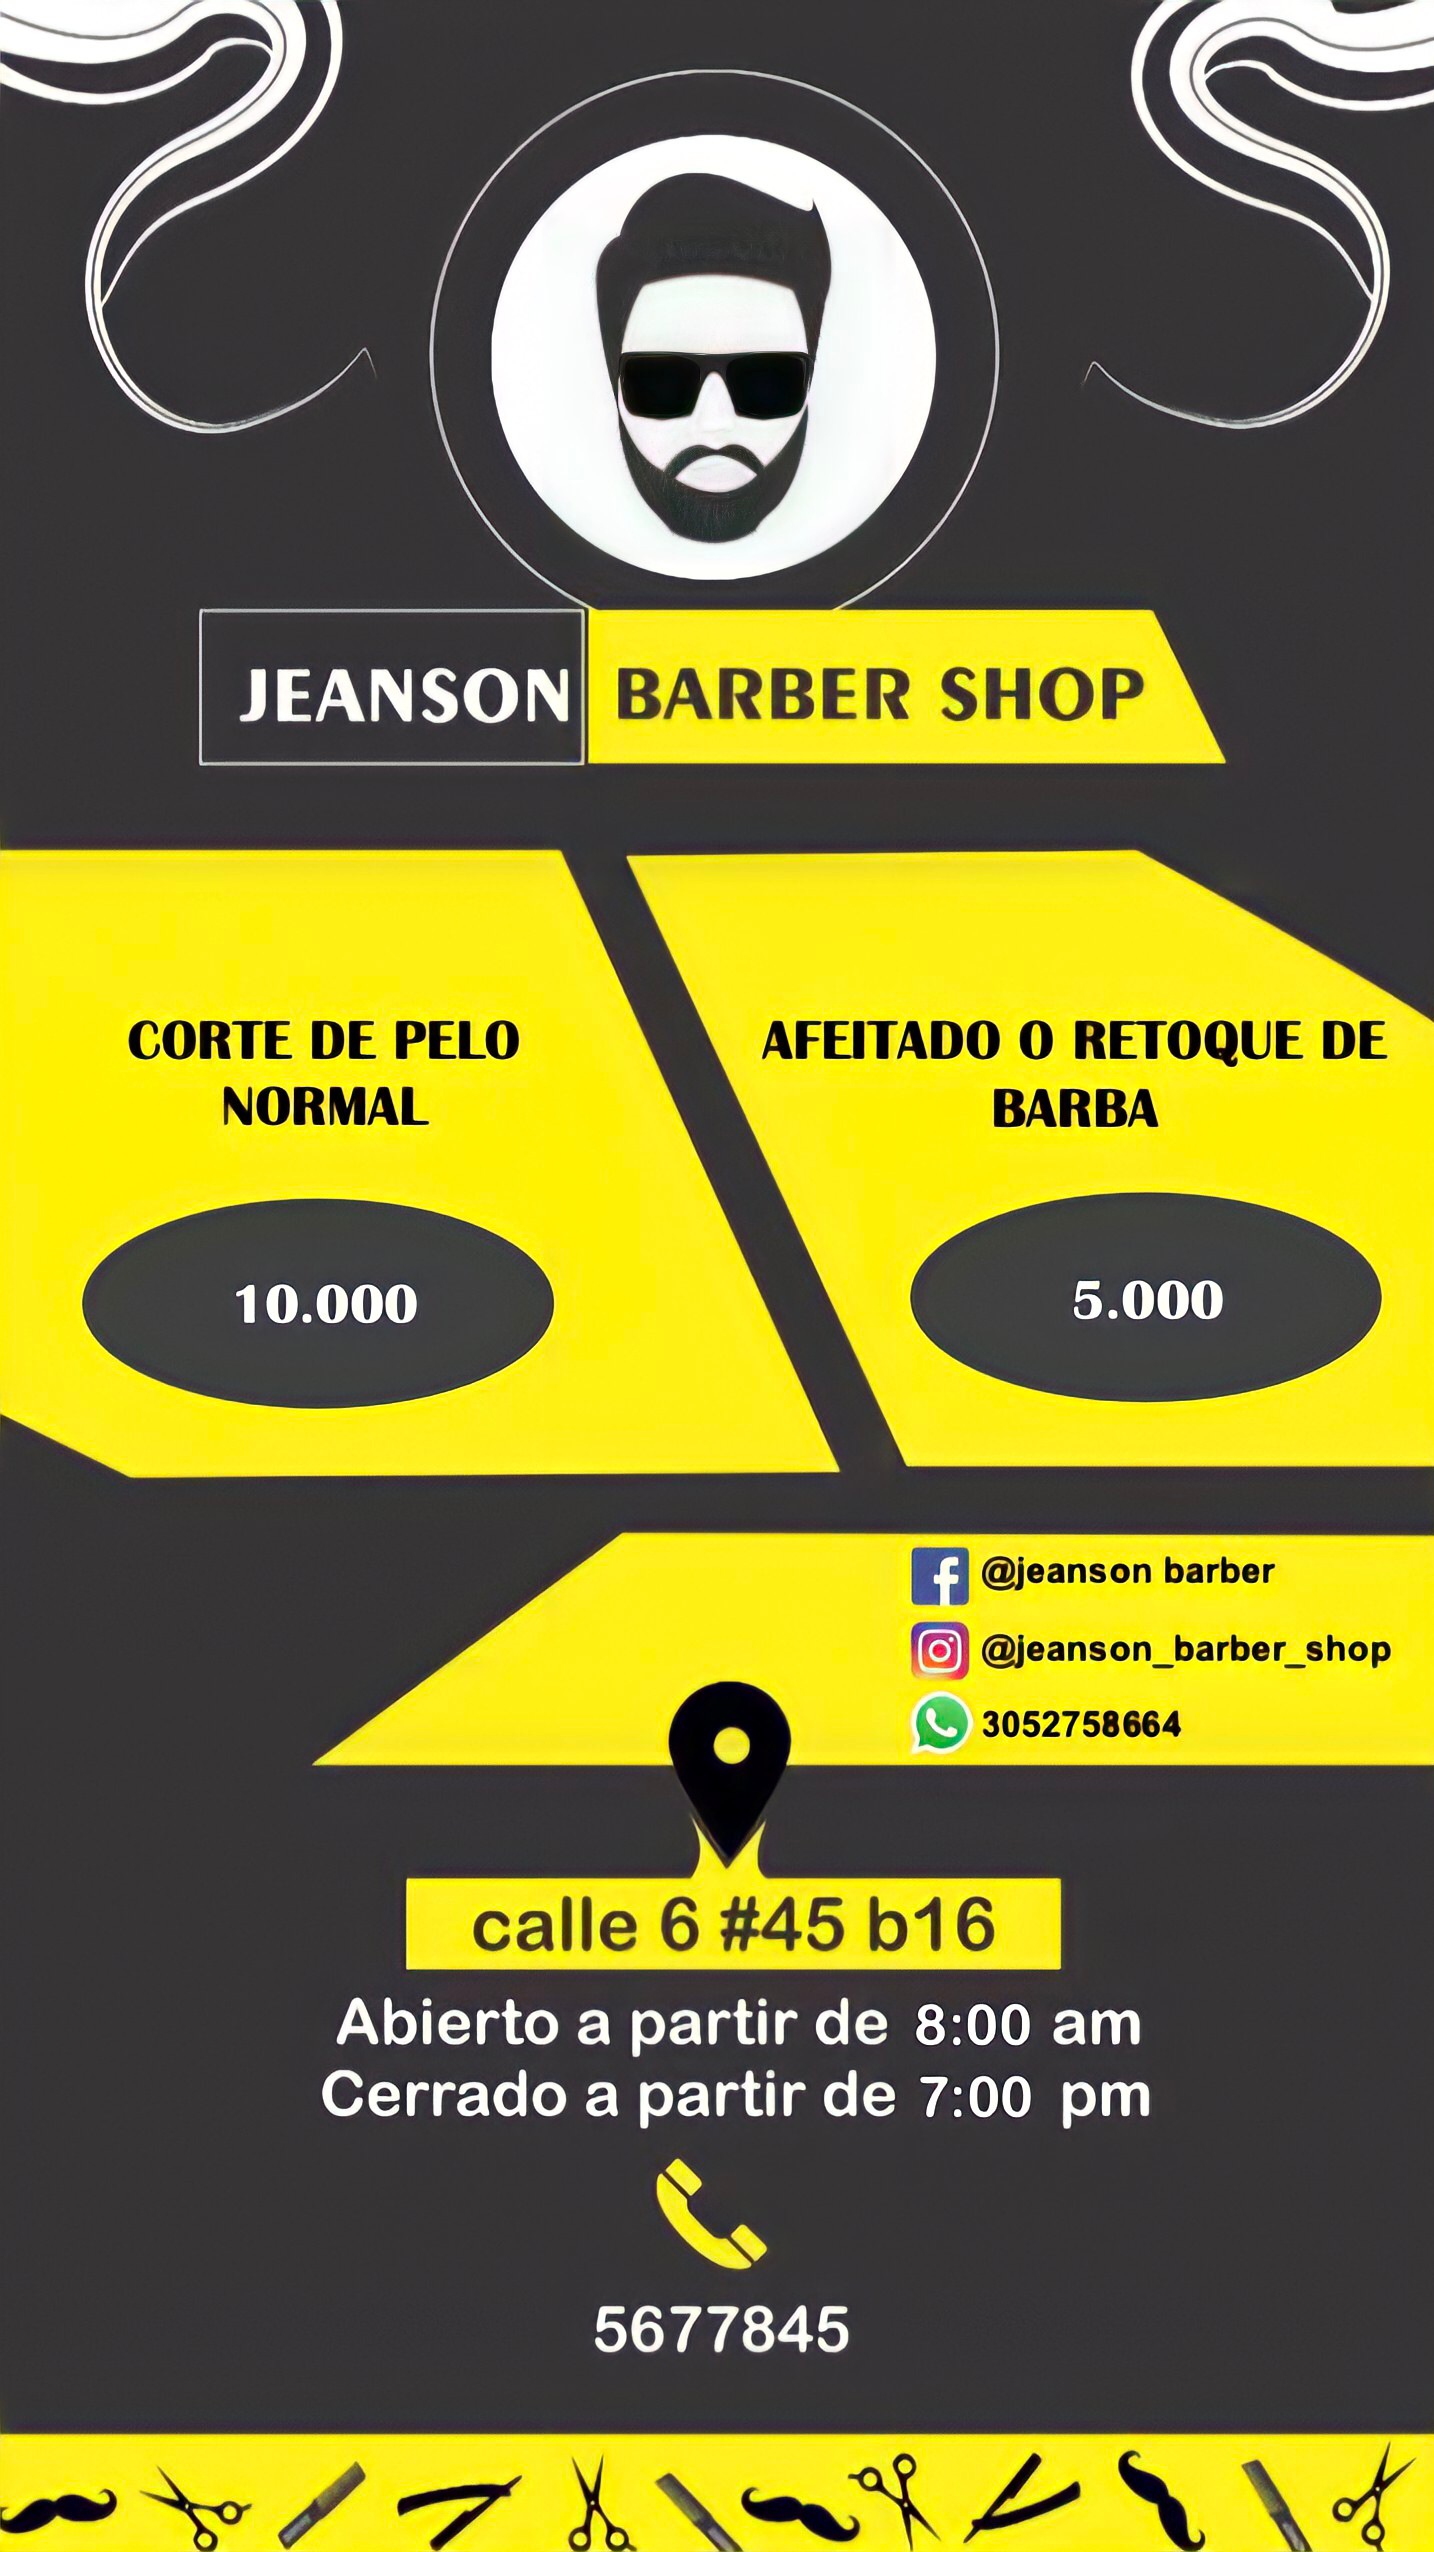 JEANSON BARBER SHOP
CORTE DE PELO
NORMAL
10.000
AFEITADO O RETOQUE DE
BARBA
5.000
@jeanson barber
@jeanson_barber_shop
3052758664
calle 6 #45 b16
Abierto a partir de 8:00 am
Cerrado a partir de 7:00 pm
5677845